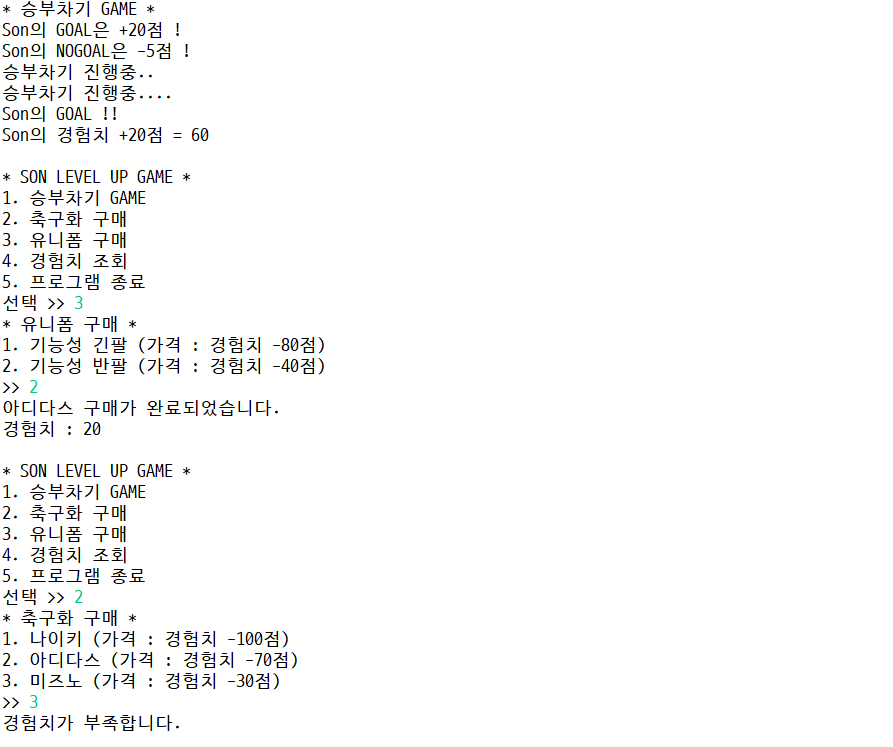 * 승부차기 GAME *
Son의 GOAL은 +20점 !
Son의 NOGOAL은 -5점 !
승부차기 진행중..
승부차기 진행중....
Son의 GOAL !!
Son의 경험치 +20점 = 60
* SON LEVEL UP GAME *
1. 승부차기 GAME
2. 축구화 구매
3. 유니폼 구매
4. 경험치 조회
5. 프로그램 종료
선택 >> 3
* 유니폼 구매 *
1. 기능성 긴팔 (가격 : 경험치 -80점)
2. 기능성 반팔 (가격 : 경험치 -40점)
>> 2
아디다스 구매가 완료되었습니다.
경험치 : 20
* SON LEVEL UP GAME *
1. 승부차기 GAME
2. 축구화 구매
3. 유니폼 구매
4. 경험치 조회
5. 프로그램 종료
선택 >> 2
* 축구화 구매 *
1. 나이키 (가격 : 경험치 -100점)
2. 아디다스 (가격 : 경험치 -70점)
3. 미즈노 (가격 : 경험치 -30점)
>> 3
경험치가 부족합니다.